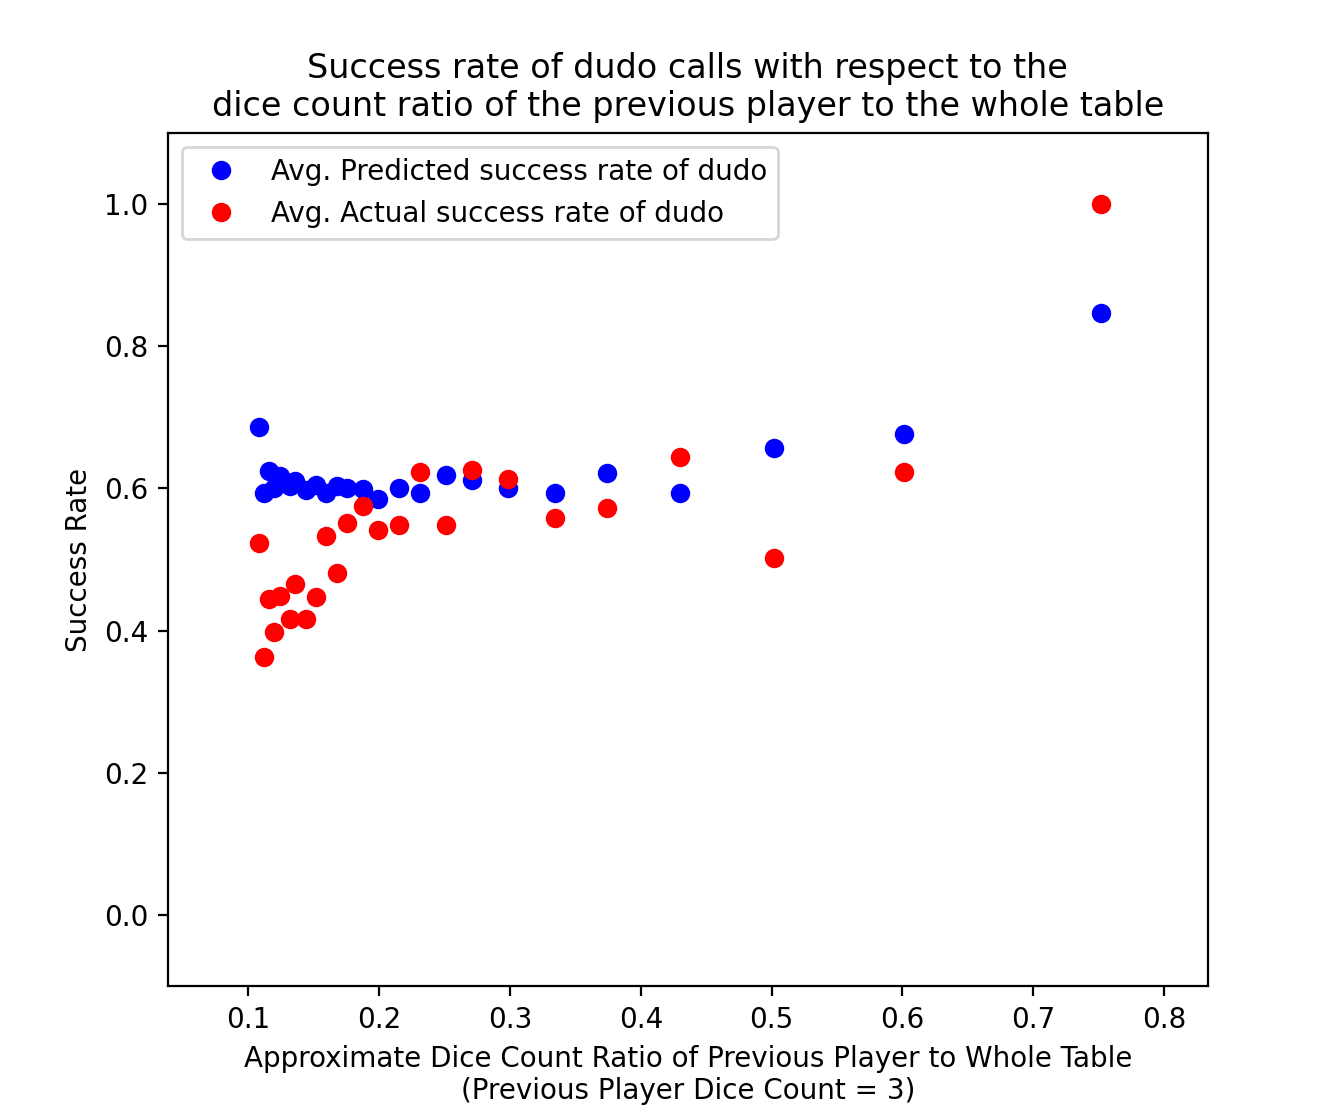 Success rate of dudo calls with respect to the
dice count ratio of the previous player to the whole table
Avg. Predicted success rate of dudo
Avg. Actual success rate of dudo
1.0
0.8
0.6
0.4
0.2
0.0
Success Rate
0.1 0.2 0.3 0.4 0.5 0.6 0.7 0.8
Approximate Dice Count Ratio of Previous Player to Whole Table
(Previous Player Dice Count = 3)